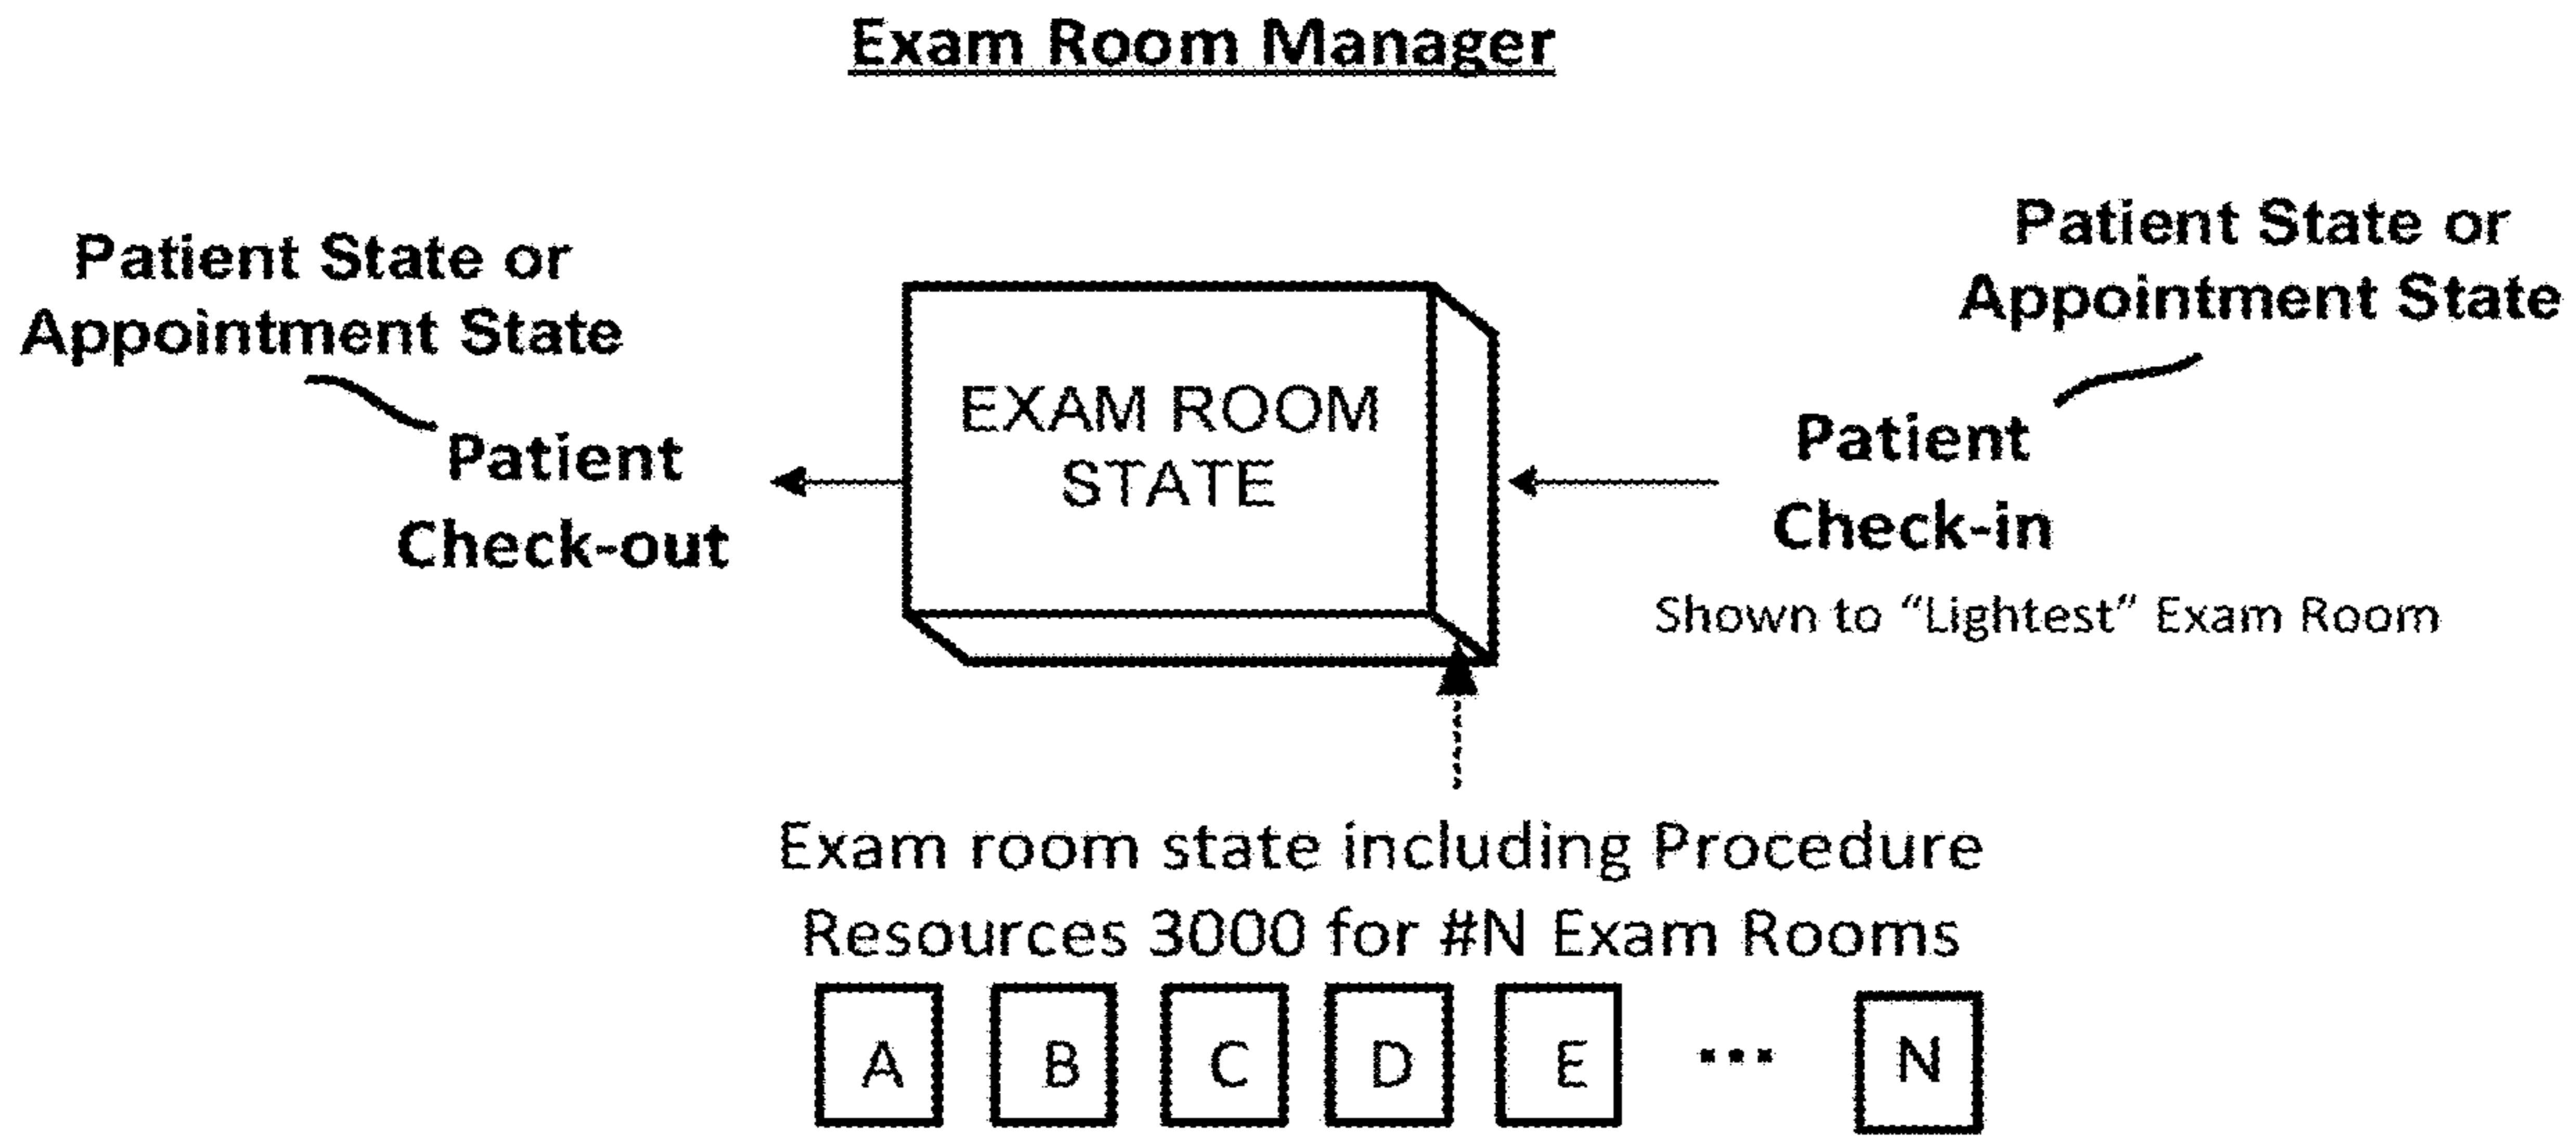 Exam Room Manager
Patient State or
Appointment State
Patient
Check-out
EXAM ROOM
STATE
Patient State or
Appointment State
Patient
Check-in
Shown to “Lightest” Exam Room
Exam room state including Procedure
Resources 3000 for #N Exam Rooms
A B C D E ... N